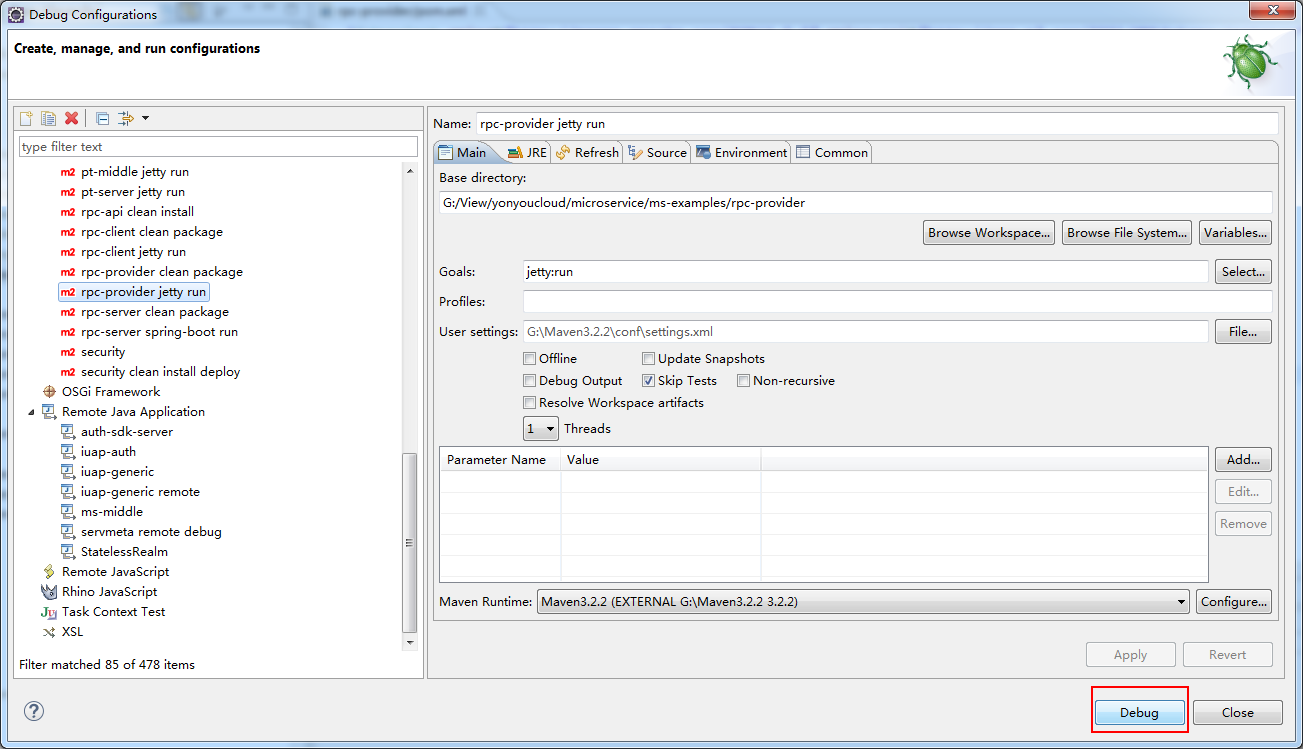 Debug Configurations
Create, manage, and run configurations
type filter text
m2 pt-middle jetty run
m2 pt-server jetty run
m2 rpc-api clean install
m2 rpc-client clean package
m2 rpc-client jetty run
m2 rpc-provider clean package
m2 rpc-provider jetty run
m2 rpc-server clean package
m2 rpc-server spring-boot run
m2 security
m2 security clean install deploy
OSGi Framework
Remote Java Application
auth-sdk-server
iuap-auth
iuap-generic
iuap-generic remote
ms-middle
servmeta remote debug
StatelessRealm
Remote JavaScript
Rhino JavaScript
Ju Task Context Test
XSL
Filter matched 85 of 478 items
Name: rpc-provider jetty run
Main JRE Refresh Source Environment Common
Base directory:
G:/View/yonyoucloud/microservice/ms-examples/rpc-provider
Browse Workspace... Browse File System... Variables...
Goals: jetty:run Select...
Profiles:
User settings: G:\Maven3.2.2\conf\settings.xml File...
Offline Update Snapshots
Debug Output Skip Tests Non-recursive
Resolve Workspace artifacts
1 Threads
Parameter Name Value Add...
Edit...
Remove
Maven Runtime: Maven3.2.2 (EXTERNAL G:\Maven3.2.2 3.2.2) Configure...
Apply Revert
? Debug Close